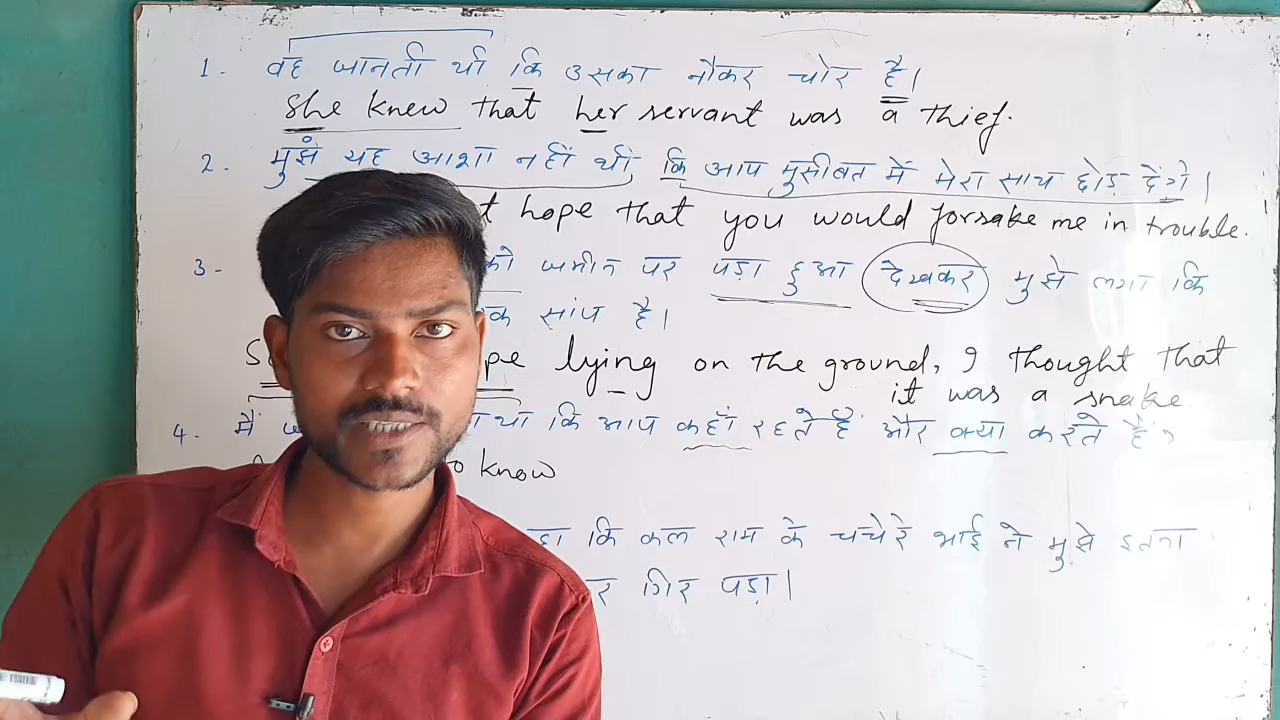 1. वह जानती थी कि उसका नौकर चोर है।
She knew that her servant was a thief.
2. मुझे यह आशा नहीं थी कि आप मुसीबत में मेरा साथ छोड़ देंगे।
hope that you would forsake me in trouble.
3- को जमीन पर पड़ा हुआ देखकर मुझे लगा कि
सांप है।
lying on the ground, I thought that
it was a snake.
4. मैं था कि आप कहाँ रहते हैं और क्या करते हैं?
to know
कि कल राम के चचेरे भाई ने मुझे इतना
गिर पड़ा।